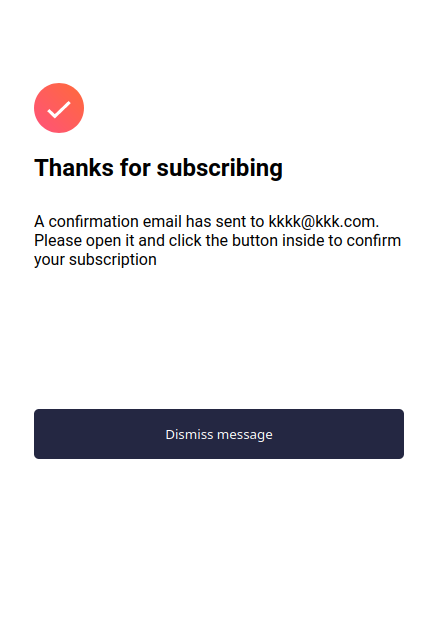 Thanks for subscribing
A confirmation email has sent to kkkk@kkk.com.
Please open it and click the button inside to confirm
your subscription
Dismiss message